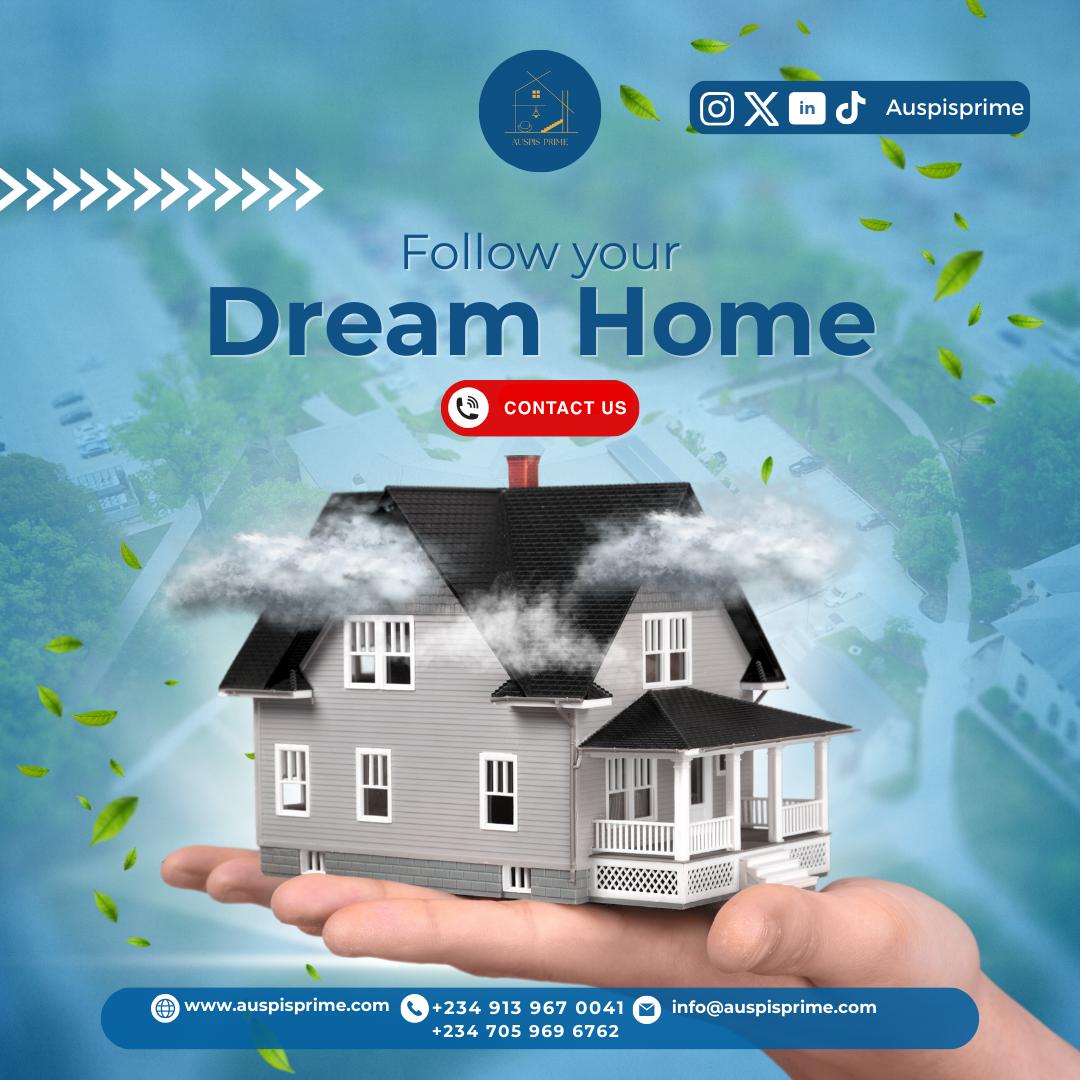 AUSPIS PRIME
in
Auspisprime
Follow your
Dream Home
CONTACT US
www.auspisprime.com
+234 913 967 0041
+234 705 969 6762
info@auspisprime.com